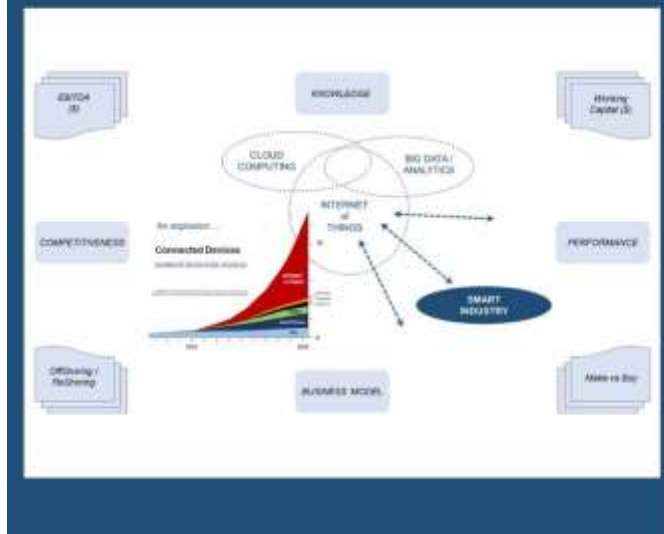 EBITDA
($)
KNOWLEDGE
Working
Capital ($)
CLOUD
COMPUTING
BIG DATA /
ANALYTICS
INTERNET
of
THINGS
An explosion ...
Connected Devices
COMPETITIVENESS
PERFORMANCE
SMART
INDUSTRY
OffShoring /
ReShoring
BUSINESS MODEL
Make vs Buy